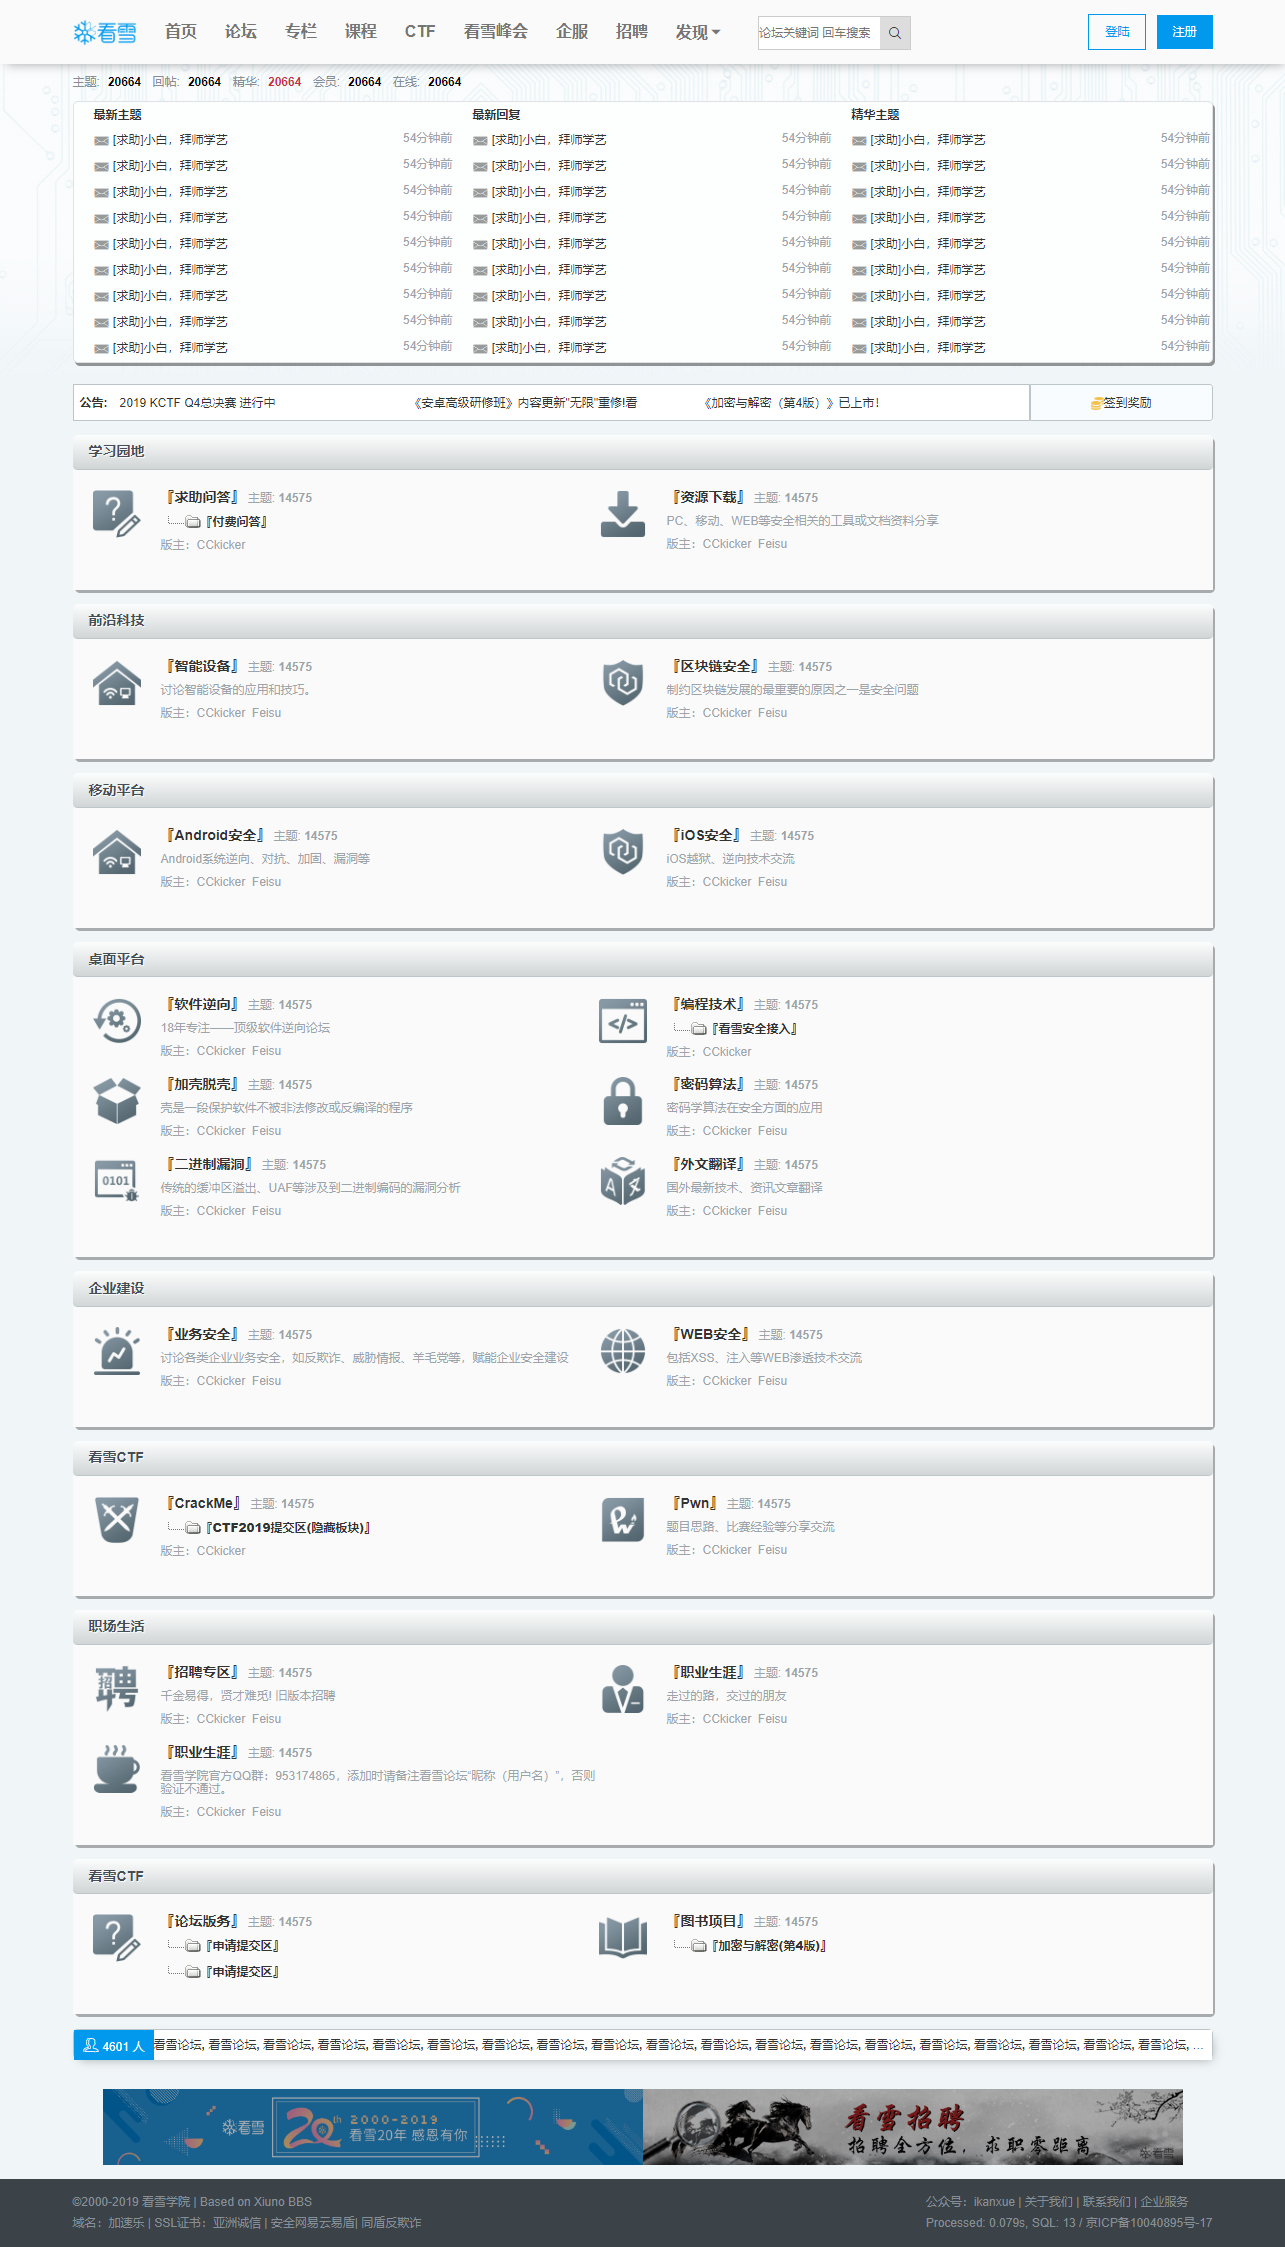 看雪 首页 论坛 专栏 课程 CTF 看雪峰会 企服 招聘 发现 论坛关键词 回车搜索 登陆 注册
主题: 20664 回帖: 20664 精华: 20664 会员: 20664 在线: 20664
最新主题 最新回复 精华主题
[求助]小白，拜师学艺 54分钟前 [求助]小白，拜师学艺 54分钟前 [求助]小白，拜师学艺 54分钟前
[求助]小白，拜师学艺 54分钟前 [求助]小白，拜师学艺 54分钟前 [求助]小白，拜师学艺 54分钟前
[求助]小白，拜师学艺 54分钟前 [求助]小白，拜师学艺 54分钟前 [求助]小白，拜师学艺 54分钟前
[求助]小白，拜师学艺 54分钟前 [求助]小白，拜师学艺 54分钟前 [求助]小白，拜师学艺 54分钟前
[求助]小白，拜师学艺 54分钟前 [求助]小白，拜师学艺 54分钟前 [求助]小白，拜师学艺 54分钟前
[求助]小白，拜师学艺 54分钟前 [求助]小白，拜师学艺 54分钟前 [求助]小白，拜师学艺 54分钟前
[求助]小白，拜师学艺 54分钟前 [求助]小白，拜师学艺 54分钟前 [求助]小白，拜师学艺 54分钟前
[求助]小白，拜师学艺 54分钟前 [求助]小白，拜师学艺 54分钟前 [求助]小白，拜师学艺 54分钟前
[求助]小白，拜师学艺 54分钟前 [求助]小白，拜师学艺 54分钟前 [求助]小白，拜师学艺 54分钟前
公告: 2019 KCTF Q4总决赛 进行中 《安卓高级研修班》内容更新"无限"重修!看 《加密与解密（第4版）》已上市! 签到奖励
学习园地
『求助问答』 主题: 14575 『资源下载』 主题: 14575
『付费问答』 PC、移动、WEB等安全相关的工具或文档资料分享
版主：CCkicker 版主：CCkicker Feisu
前沿科技
『智能设备』 主题: 14575 『区块链安全』 主题: 14575
讨论智能设备的应用和技巧。 制约区块链发展的最重要的原因之一是安全问题
版主：CCkicker Feisu 版主：CCkicker Feisu
移动平台
『Android安全』 主题: 14575 『iOS安全』 主题: 14575
Android系统逆向、对抗、加固、漏洞等 iOS越狱、逆向技术交流
版主：CCkicker Feisu 版主：CCkicker Feisu
桌面平台
『软件逆向』 主题: 14575 『编程技术』 主题: 14575
18年专注——顶级软件逆向论坛 『看雪安全接入』
版主：CCkicker Feisu 版主：CCkicker
『加壳脱壳』 主题: 14575 『密码算法』 主题: 14575
壳是一段保护软件不被非法修改或反编译的程序 密码学算法在安全方面的应用
版主：CCkicker Feisu 版主：CCkicker Feisu
『二进制漏洞』 主题: 14575 『外文翻译』 主题: 14575
0101 传统的缓冲区溢出、UAF等涉及到二进制编码的漏洞分析 国外最新技术、资讯文章翻译
版主：CCkicker Feisu 版主：CCkicker Feisu
企业建设
『业务安全』 主题: 14575 『WEB安全』 主题: 14575
讨论各类企业业务安全，如反欺诈、威胁情报、羊毛党等，赋能企业安全建设 包括XSS、注入等WEB渗透技术交流
版主：CCkicker Feisu 版主：CCkicker Feisu
看雪CTF
『CrackMe』 主题: 14575 『Pwn』 主题: 14575
『CTF2019提交区(隐藏板块)』 题目思路、比赛经验等分享交流
版主：CCkicker 版主：CCkicker Feisu
职场生活
『招聘专区』 主题: 14575 『职业生涯』 主题: 14575
招聘 千金易得，贤才难觅! 旧版本招聘 走过的路，交过的朋友
版主：CCkicker Feisu 版主：CCkicker Feisu
『职业生涯』 主题: 14575
看雪学院官方QQ群：953174865，添加时请备注看雪论坛“昵称（用户名）”，否则
验证不通过。
版主：CCkicker Feisu
看雪CTF
『论坛版务』 主题: 14575 『图书项目』 主题: 14575
『申请提交区』 『加密与解密(第4版)』
『申请提交区』
4601 人 看雪论坛, 看雪论坛, 看雪论坛, 看雪论坛, 看雪论坛, 看雪论坛, 看雪论坛, 看雪论坛, 看雪论坛, 看雪论坛, 看雪论坛, 看雪论坛, 看雪论坛, 看雪论坛, 看雪论坛, 看雪论坛, 看雪论坛, 看雪论坛, 看雪论坛, ...
看雪 20th 2000-2019 看雪招聘
看雪20年 感恩有你 招聘全方位，求职零距离 看雪
©2000-2019 看雪学院 | Based on Xiuno BBS 公众号：ikanxue | 关于我们 | 联系我们 | 企业服务
域名：加速乐 | SSL证书：亚洲诚信 | 安全网易云易盾| 同盾反欺诈 Processed: 0.079s, SQL: 13 / 京ICP备10040895号-17